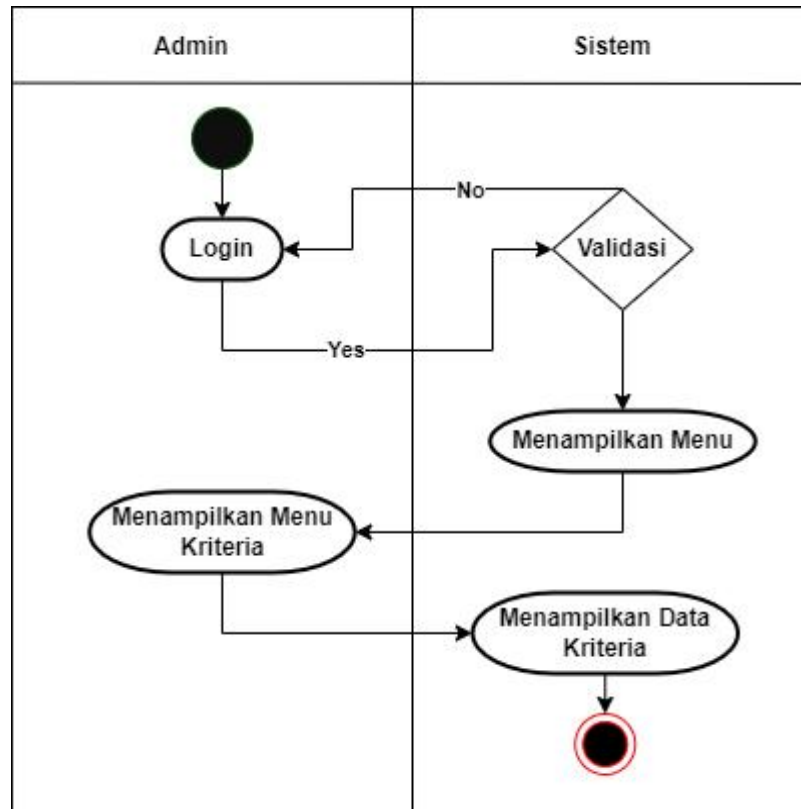 Admin
Sistem
No
Login
Validasi
Yes
Menampilkan Menu
Menampilkan Menu
Kriteria
Menampilkan Data
Kriteria